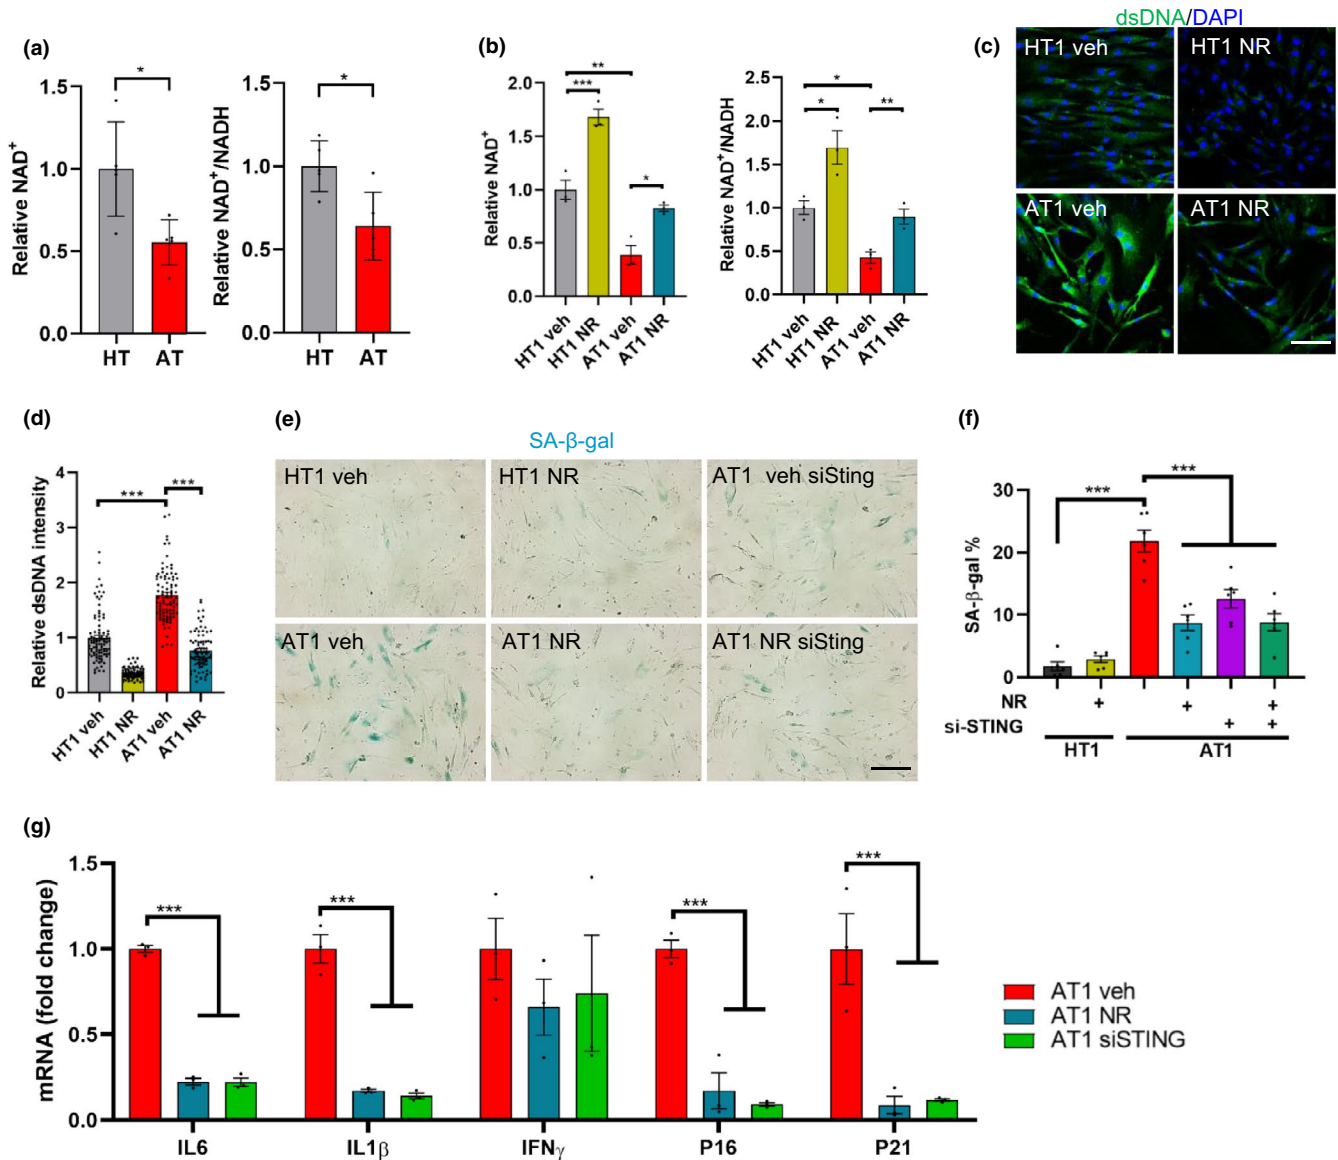 (a)
Relative NAD+
1.5
1.0
0.5
0.0
*
HT AT
Relative NAD+/NADH
1.5
1.0
0.5
0.0
*
HT AT
(b)
Relative NAD+
2.0
1.5
1.0
0.5
0.0
**
***
*
HT1 veh
HT1 NR
AT1 veh
AT1 NR
Relative NAD+/NADH
2.5
2.0
1.5
1.0
0.5
0.0
*
*
**
HT1 veh
HT1 NR
AT1 veh
AT1 NR
(c)
dsDNA/DAPI
HT1 veh
HT1 NR
AT1 veh
AT1 NR
(d)
Relative dsDNA intensity
4
3
2
1
0
***
***
HT1 veh
HT1 NR
AT1 veh
AT1 NR
(e)
SA-β-gal
HT1 veh
HT1 NR
AT1 veh siSting
AT1 veh
AT1 NR
AT1 NR siSting
(f)
SA-β-gal %
30
20
10
0
***
***
NR + + +
si-STING + +
HT1 AT1
(g)
mRNA (fold change)
1.5
1.0
0.5
0.0
***
***
***
***
IL6 IL1β IFNγ P16 P21
AT1 veh
AT1 NR
AT1 siSTING